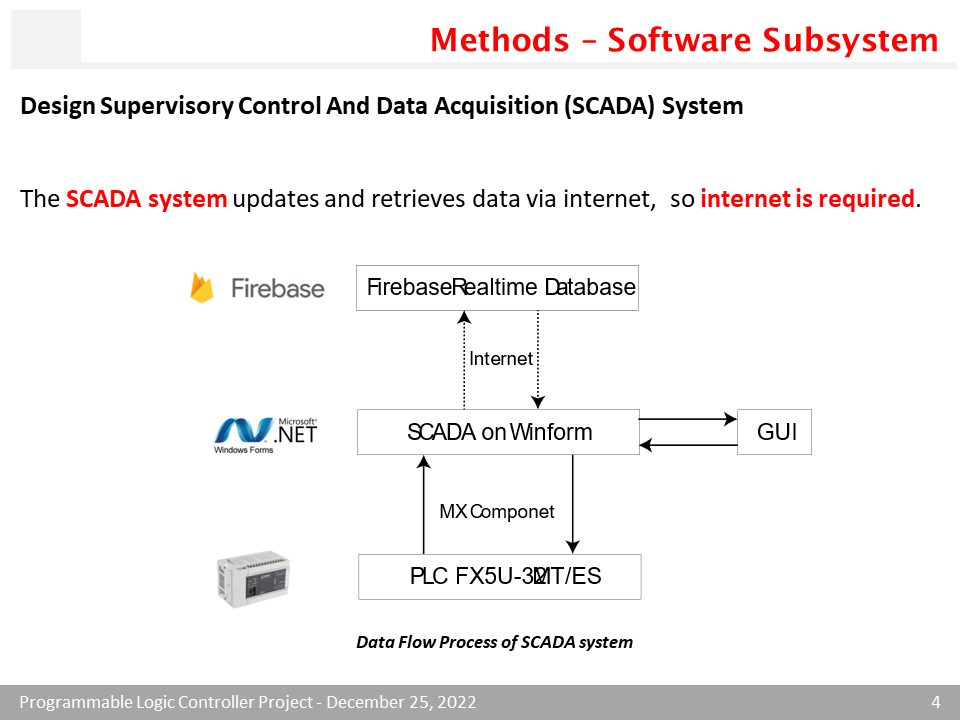 Methods – Software Subsystem
Design Supervisory Control And Data Acquisition (SCADA) System
The SCADA system updates and retrieves data via internet, so internet is required.
Firebase
Firebase Realtime Database
Internet
Microsoft®
.NET
Windows Forms
SCADA on Winform
GUI
MX Componet
PLC FX5U-32MT/ES
Data Flow Process of SCADA system
Programmable Logic Controller Project - December 25, 2022
4